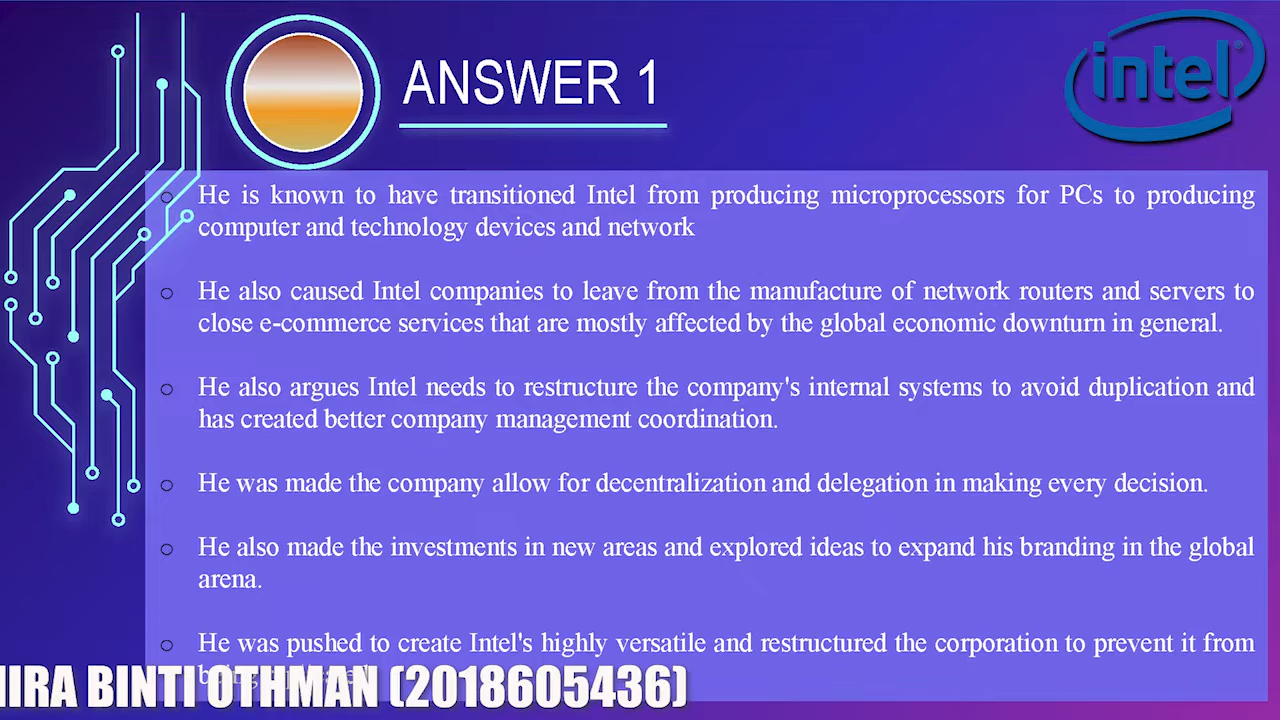 ANSWER 1
intel
He is known to have transitioned Intel from producing microprocessors for PCs to producing
computer and technology devices and network
He also caused Intel companies to leave from the manufacture of network routers and servers to
close e-commerce services that are mostly affected by the global economic downturn in general.
He also argues Intel needs to restructure the company's internal systems to avoid duplication and
has created better company management coordination.
He was made the company allow for decentralization and delegation in making every decision.
He also made the investments in new areas and explored ideas to expand his branding in the global
arena.
He was pushed to create Intel's highly versatile and restructured the corporation to prevent it from
BINTI OTHMAN (2018605436)